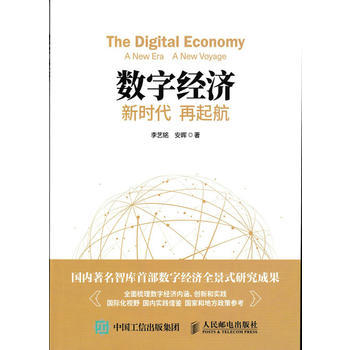 The Digital Economy
A New Era A New Voyage
数字经济
新时代 再起航
李艺铭 安晖◎著
国内著名智库首部数字经济全景式研究成果
全面梳理数字经济内涵、创新和实践
国际化视野 国内实践借鉴 国家和地方政策参考
中国工信出版集团 人民邮电出版社